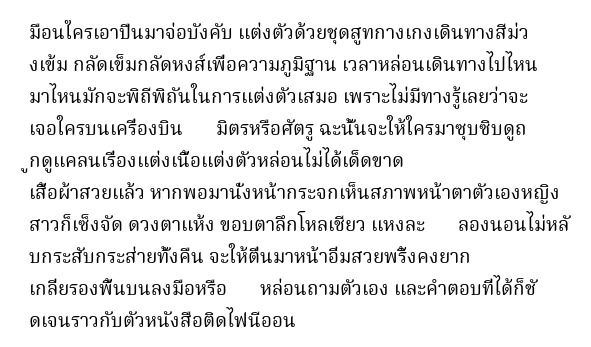 มือนใครเอาปืนมาจ่อบังคับ แต่งตัวด้วยชุดสูทกางเกงเดินทางสีม่ว
งเข้ม กลัดเข็มกลัดหงส์เพื่อความภูมิฐาน เวลาหล่อนเดินทางไปไหน
มาไหนมักจะพิถีพิถันในการแต่งตัวเสมอ เพราะไม่มีทางรู้เลยว่าจะ
เจอใครบนเครื่องบิน      มิตรหรือศัตรู ฉะนั้นจะให้ใครมาซุบซิบดูถ
ูกดูแคลนเรื่องแต่งเนื้อแต่งตัวหล่อนไม่ได้เด็ดขาด
เสื้อผ้าสวยแล้ว หากพอมานั่งหน้ากระจกเห็นสภาพหน้าตาตัวเองหญิง
สาวก็เซ็งจัด ดวงตาแห้ง ขอบตาลึกโหลเชียว แหงละ      ลองนอนไม่หลั
บกระสับกระส่ายทั้งคืน จะให้ตื่นมาหน้าอิ่มสวยพริ้งคงยาก
เกลียรองพื้นบนลงมือหรือ      หล่อนถามตัวเอง และคำตอบที่ได้ก็ชั
ดเจนราวกับตัวหนังสือติดไฟนีออน